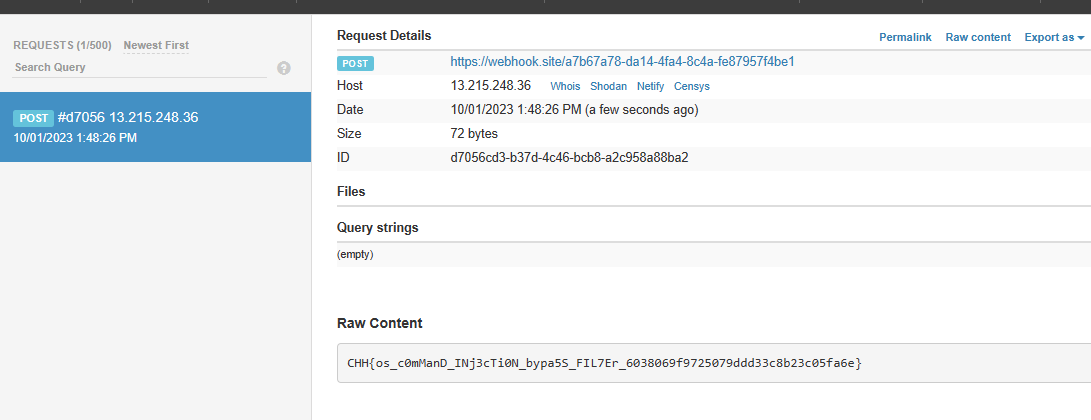 REQUESTS (1/500) Newest First
Search Query
?
POST #d7056 13.215.248.36
10/01/2023 1:48:26 PM
Request Details
Permalink Raw content Export as
POST https://webhook.site/a7b67a78-da14-4fa4-8c4a-fe87957f4be1
Host 13.215.248.36 Whois Shodan Netify Censys
Date 10/01/2023 1:48:26 PM (a few seconds ago)
Size 72 bytes
ID d7056cd3-b37d-4c46-bcb8-a2c958a88ba2
Files
Query strings
(empty)
Raw Content
CHH{os_c0mManD_INj3cTi0N_bypa5S_FIL7Er_6038069f9725079ddd33c8b23c05fa6e}